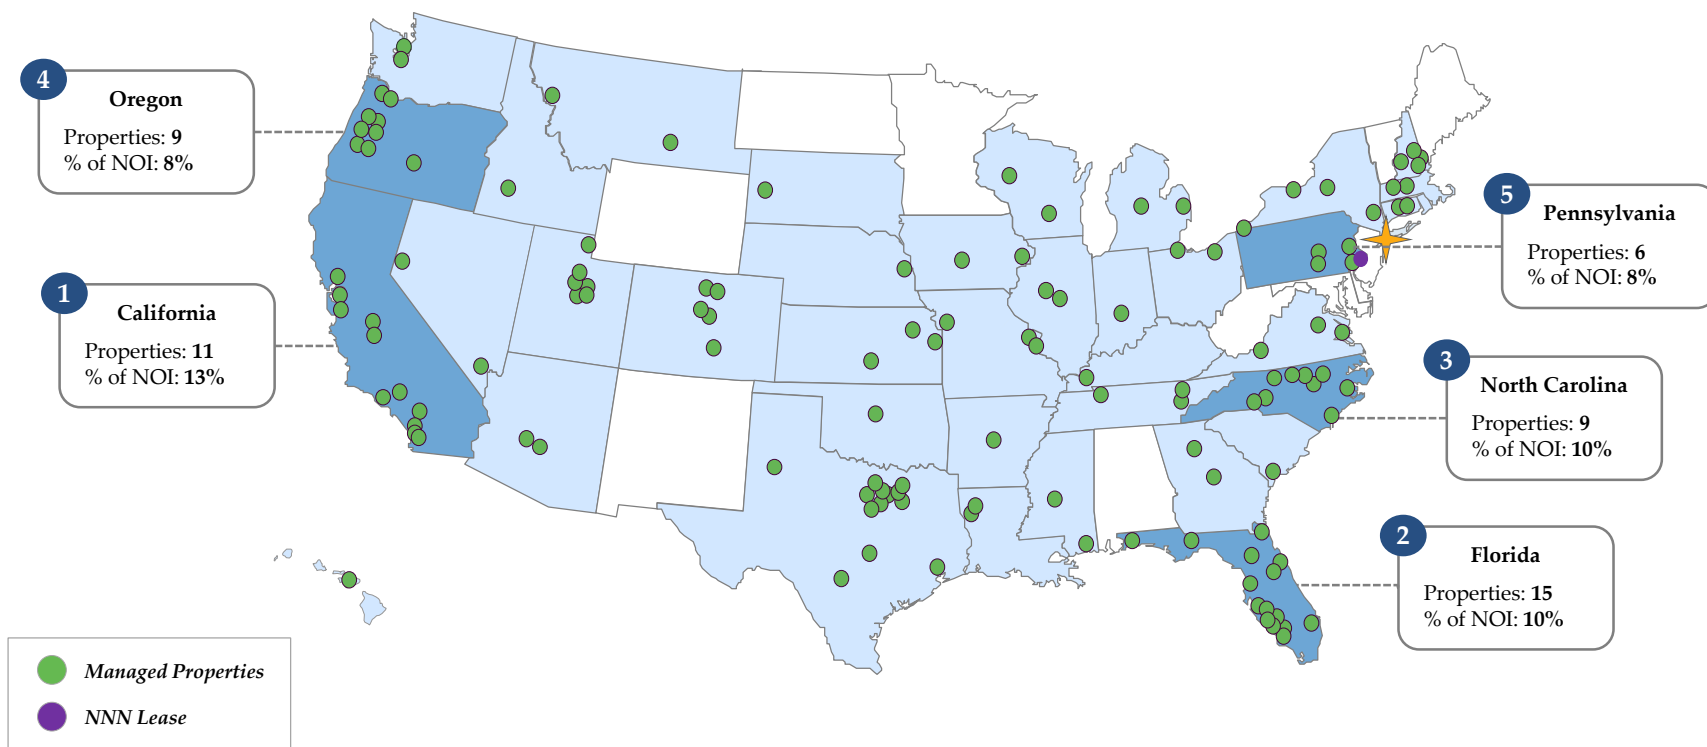 4
Oregon
Properties: 9
% of NOI: 8%
5
Pennsylvania
Properties: 6
% of NOI: 8%
1
California
Properties: 11
% of NOI: 13%
3
North Carolina
Properties: 9
% of NOI: 10%
2
Florida
Properties: 15
% of NOI: 10%
Managed Properties
NNN Lease